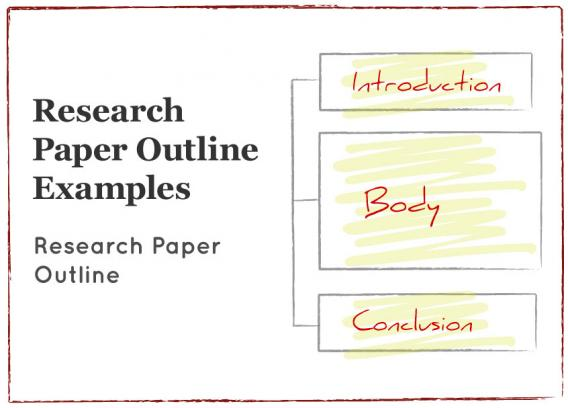 Research
Paper Outline
Examples
Research Paper
Outline
Introduction
Body
Conclusion